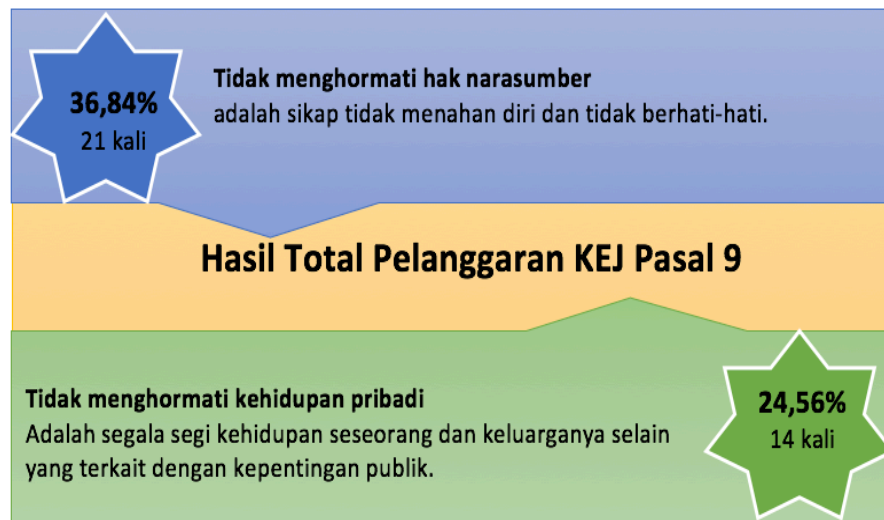 36,84%
21 kali
Tidak menghormati hak narasumber
adalah sikap tidak menahan diri dan tidak berhati-hati.
Hasil Total Pelanggaran KEJ Pasal 9
Tidak menghormati kehidupan pribadi
Adalah segala segi kehidupan seseorang dan keluarganya selain
yang terkait dengan kepentingan publik.
24,56%
14 kali